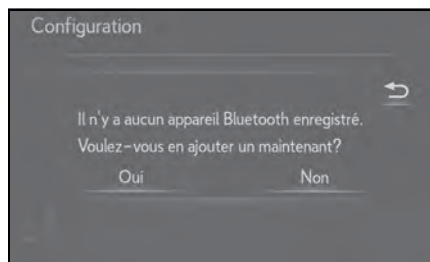 Configuration
Il n'y a aucun appareil Bluetooth enregistré.
Voulez-vous en ajouter un maintenant?
Oui
Non